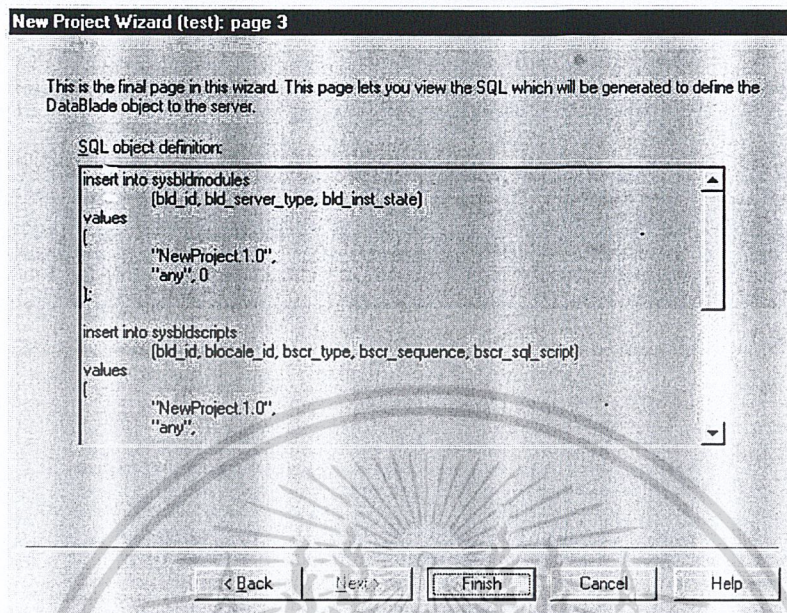 New Project Wizard (test): page 3
This is the final page in this wizard. This page lets you view the SQL which will be generated to define the
DataBlade object to the server.
SQL object definition:
insert into sysbldmodules
(bld_id, bld_server_type, bld_inst_state)
values
(
"NewProject.1.0",
"any", 0
);
insert into sysbldscripts
(bld_id, blocale_id, bscr_type, bscr_sequence, bscr_sql_script)
values
(
"NewProject.1.0",
"any",
< Back
Next >
Finish
Cancel
Help